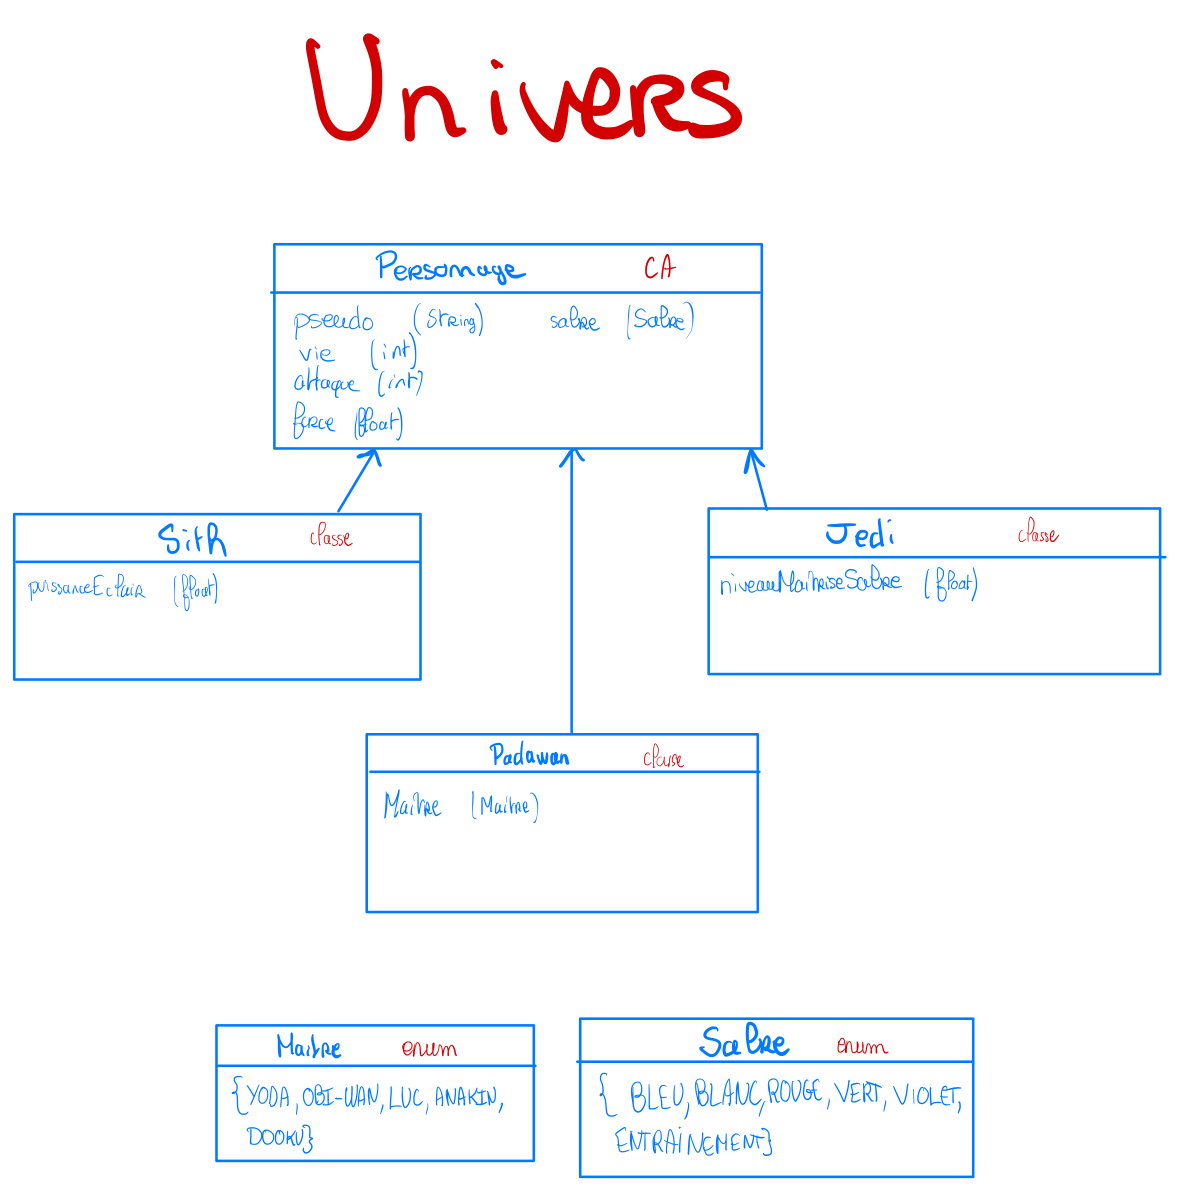 Univers
Personnage CA
pseudo (String) sabre (Sabre)
vie (int)
attaque (int)
force (float)
Sith classe
puissanceEclair (float)
Jedi classe
niveauMaitriseSabre (float)
Padawan classe
Maitre (Maitre)
Maitre enum
{YODA, OBI-WAN, LUC, ANAKIN,
DOOKU}
Sabre enum
{ BLEU, BLANC, ROUGE, VERT, VIOLET,
ENTRAINEMENT}